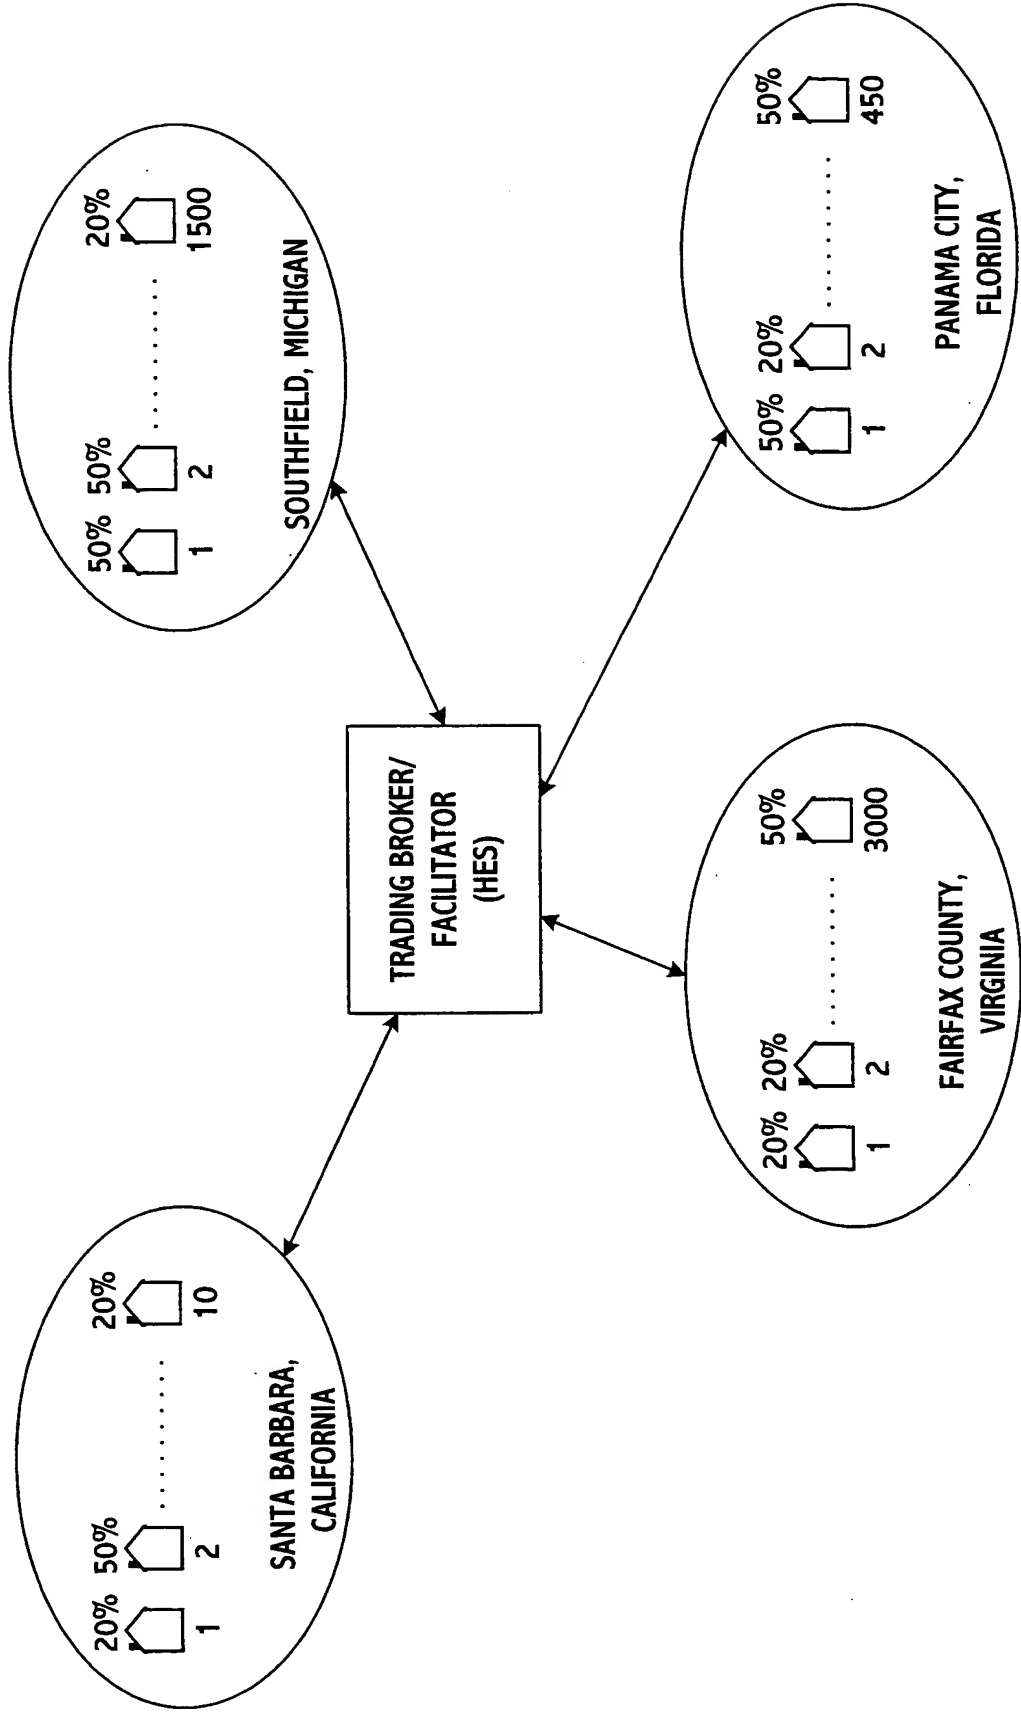 20% 50% 20%
1 2 ........... 10
SANTA BARBARA,
CALIFORNIA
50% 50% 20%
1 2 ........... 1500
SOUTHFIELD, MICHIGAN
TRADING BROKER/
FACILITATOR
(HES)
20% 20% 50%
1 2 ........... 3000
FAIRFAX COUNTY,
VIRGINIA
50% 20% 50%
1 2 ........... 450
PANAMA CITY,
FLORIDA